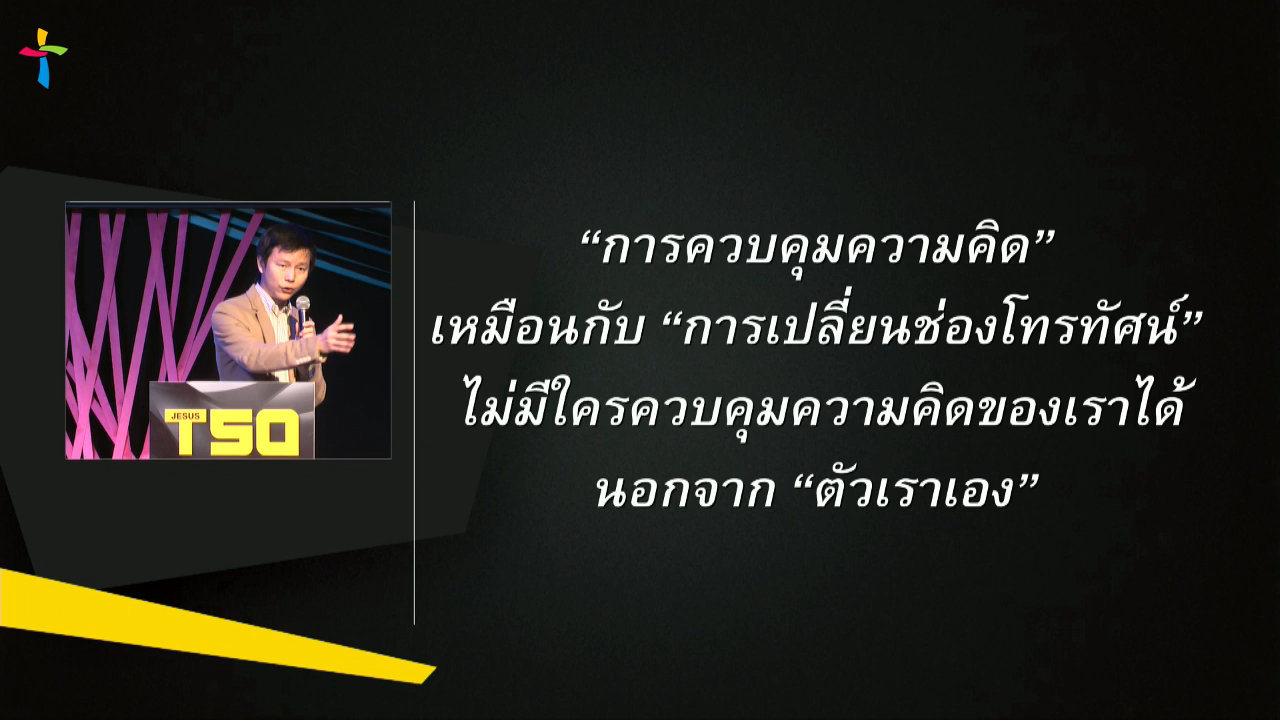 “การควบคุมความคิด”
เหมือนกับ “การเปลี่ยนช่องโทรทัศน์”
ไม่มีใครควบคุมความคิดของเราได้
นอกจาก “ตัวเราเอง”
JESUS
TSQ